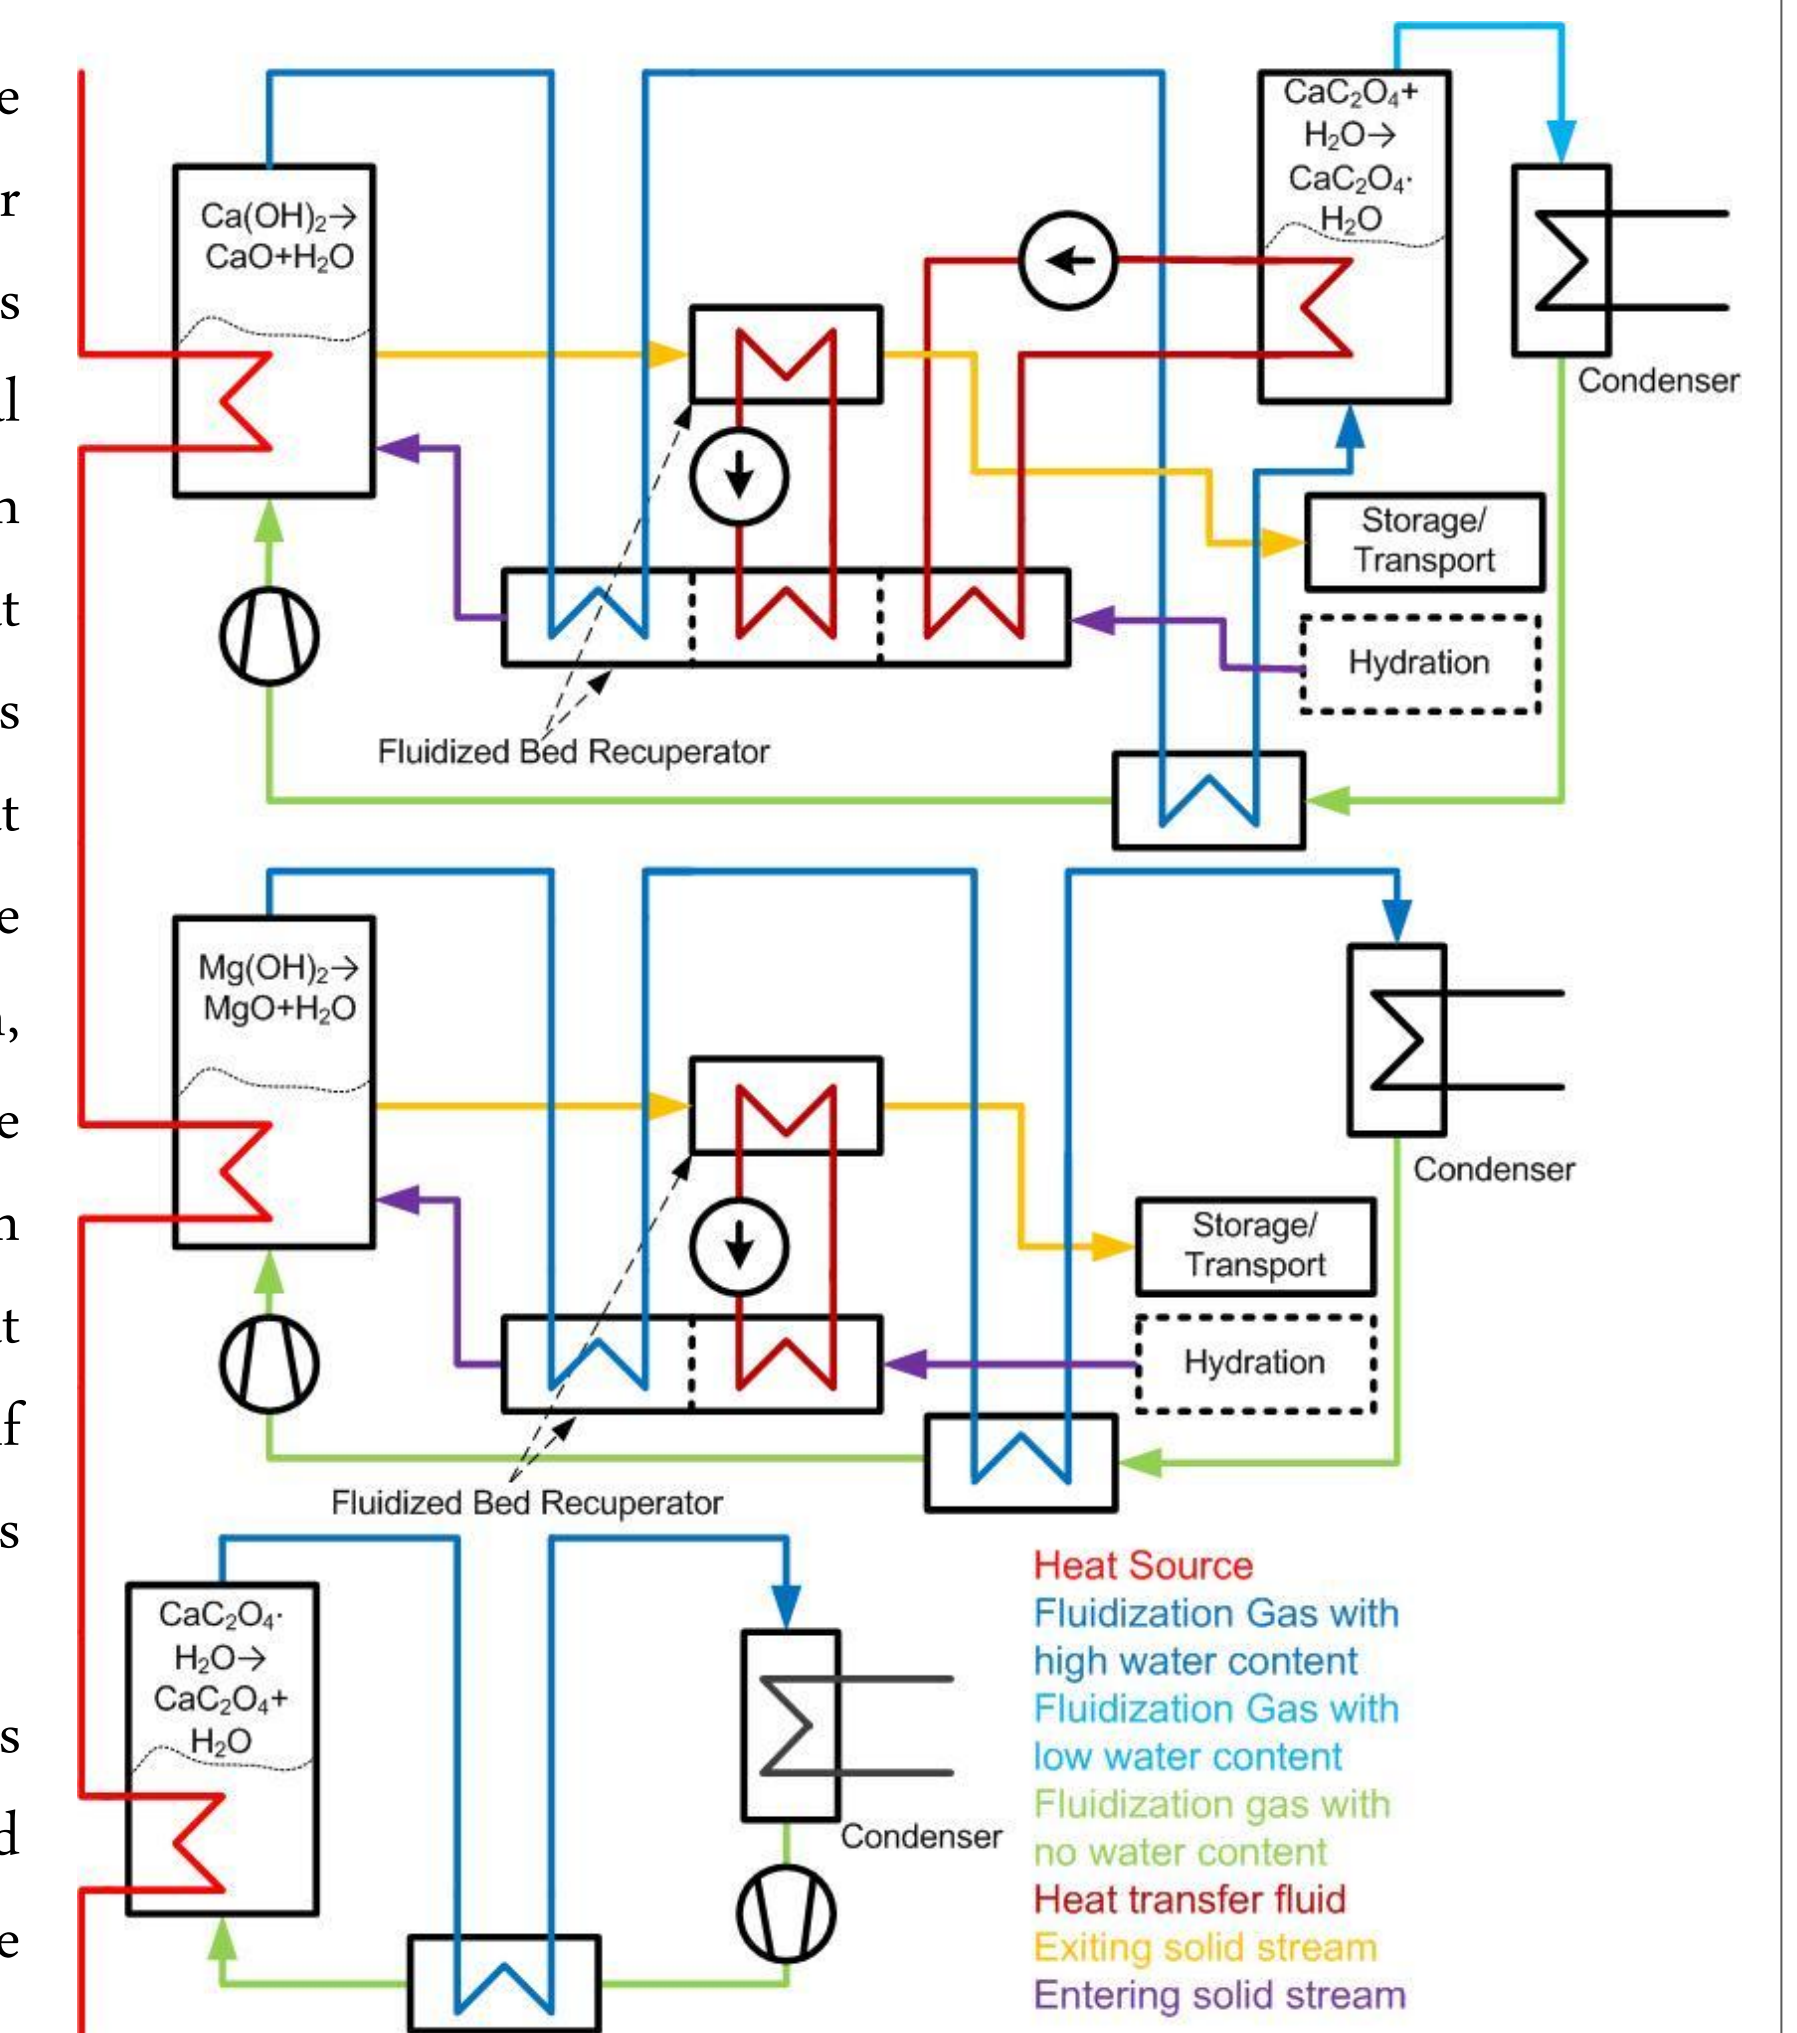 Ca(OH)₂→
CaO+H₂O
CaC₂O₄+
H₂O→
CaC₂O₄·
H₂O
Condenser
Storage/
Transport
Hydration
Fluidized Bed Recuperator
Mg(OH)₂→
MgO+H₂O
Condenser
Storage/
Transport
Hydration
Fluidized Bed Recuperator
CaC₂O₄·
H₂O→
CaC₂O₄+
H₂O
Condenser
Heat Source
Fluidization Gas with
high water content
Fluidization Gas with
low water content
Fluidization gas with
no water content
Heat transfer fluid
Exiting solid stream
Entering solid stream